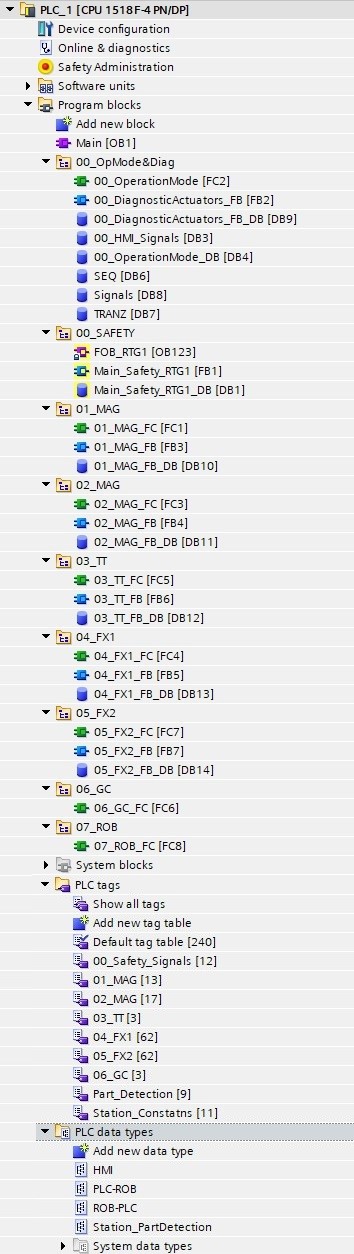 PLC_1 [CPU 1518F-4 PN/DP]
Device configuration
Online & diagnostics
Safety Administration
Software units
Program blocks
Add new block
Main [OB1]
00_OpMode&Diag
00_OperationMode [FC2]
00_DiagnosticActuators_FB [FB2]
00_DiagnosticActuators_FB_DB [DB9]
00_HMI_Signals [DB3]
00_OperationMode_DB [DB4]
SEQ [DB6]
Signals [DB8]
TRANZ [DB7]
00_SAFETY
FOB_RTG1 [OB123]
Main_Safety_RTG1 [FB1]
Main_Safety_RTG1_DB [DB1]
01_MAG
01_MAG_FC [FC1]
01_MAG_FB [FB3]
01_MAG_FB_DB [DB10]
02_MAG
02_MAG_FC [FC3]
02_MAG_FB [FB4]
02_MAG_FB_DB [DB11]
03_TT
03_TT_FC [FC5]
03_TT_FB [FB6]
03_TT_FB_DB [DB12]
04_FX1
04_FX1_FC [FC4]
04_FX1_FB [FB5]
04_FX1_FB_DB [DB13]
05_FX2
05_FX2_FC [FC7]
05_FX2_FB [FB7]
05_FX2_FB_DB [DB14]
06_GC
06_GC_FC [FC6]
07_ROB
07_ROB_FC [FC8]
System blocks
PLC tags
Show all tags
Add new tag table
Default tag table [240]
00_Safety_Signals [12]
01_MAG [13]
02_MAG [17]
03_TT [3]
04_FX1 [62]
05_FX2 [62]
06_GC [3]
Part_Detection [9]
Station_Constatns [11]
PLC data types
Add new data type
HMI
PLC-ROB
ROB-PLC
Station_PartDetection
System data types